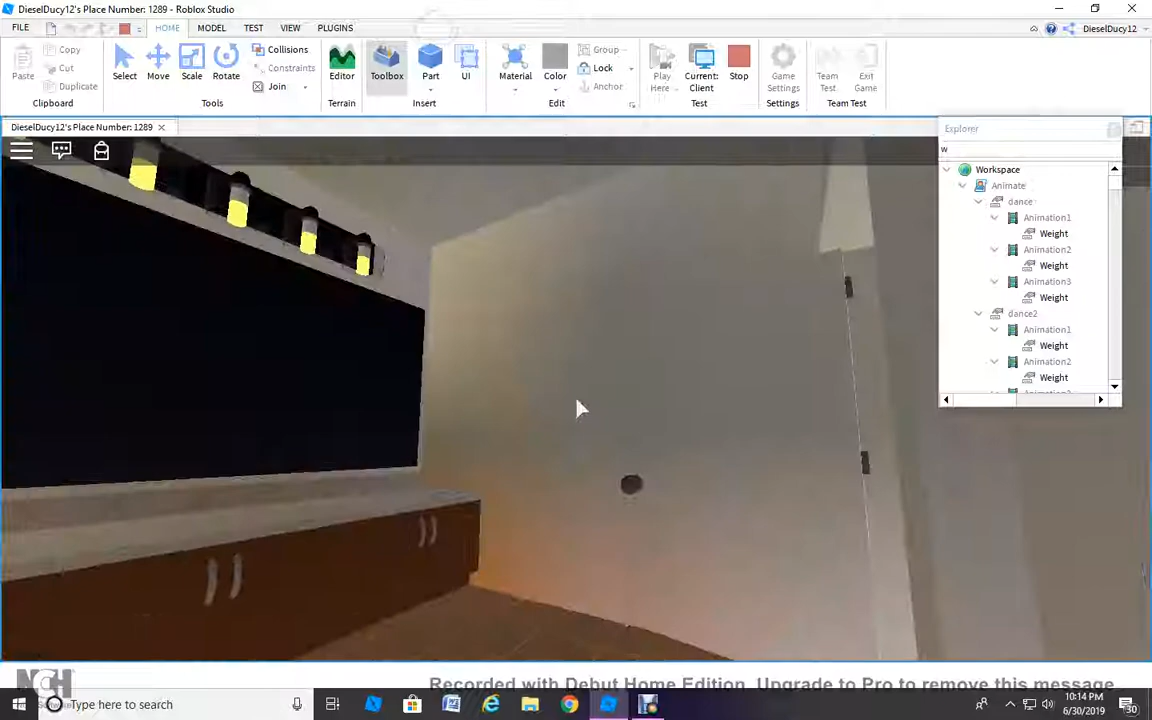 DieselDucy12's Place Number: 1289 - Roblox Studio
FILE HOME MODEL TEST VIEW PLUGINS DieselDucy12
Paste Copy Cut Duplicate
Select Move Scale Rotate
Collisions Constraints Join
Editor Toolbox Part UI
Material Color Group Lock Anchor
Play Here Current: Client Stop
Game Settings Team Test Exit Game
Clipboard Tools Terrain Insert Edit Test Settings Team Test
DieselDucy12's Place Number: 1289
Explorer
w
Workspace
Animate
dance
Animation1
Weight
Animation2
Weight
Animation3
Weight
dance2
Animation1
Weight
Animation2
Weight
NCH
Recorded with Debut Home Edition. Upgrade to Pro to remove this message
Type here to search
10:14 PM
6/30/2019
30